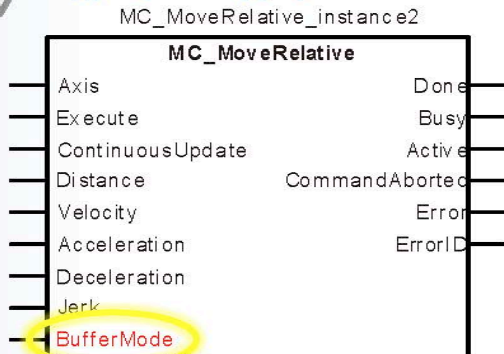 MC_MoveRelative_instance2
MC_MoveRelative
Axis Done
Execute Busy
ContinuousUpdate Active
Distance CommandAborted
Velocity Error
Acceleration ErrorID
Deceleration
Jerk
BufferMode